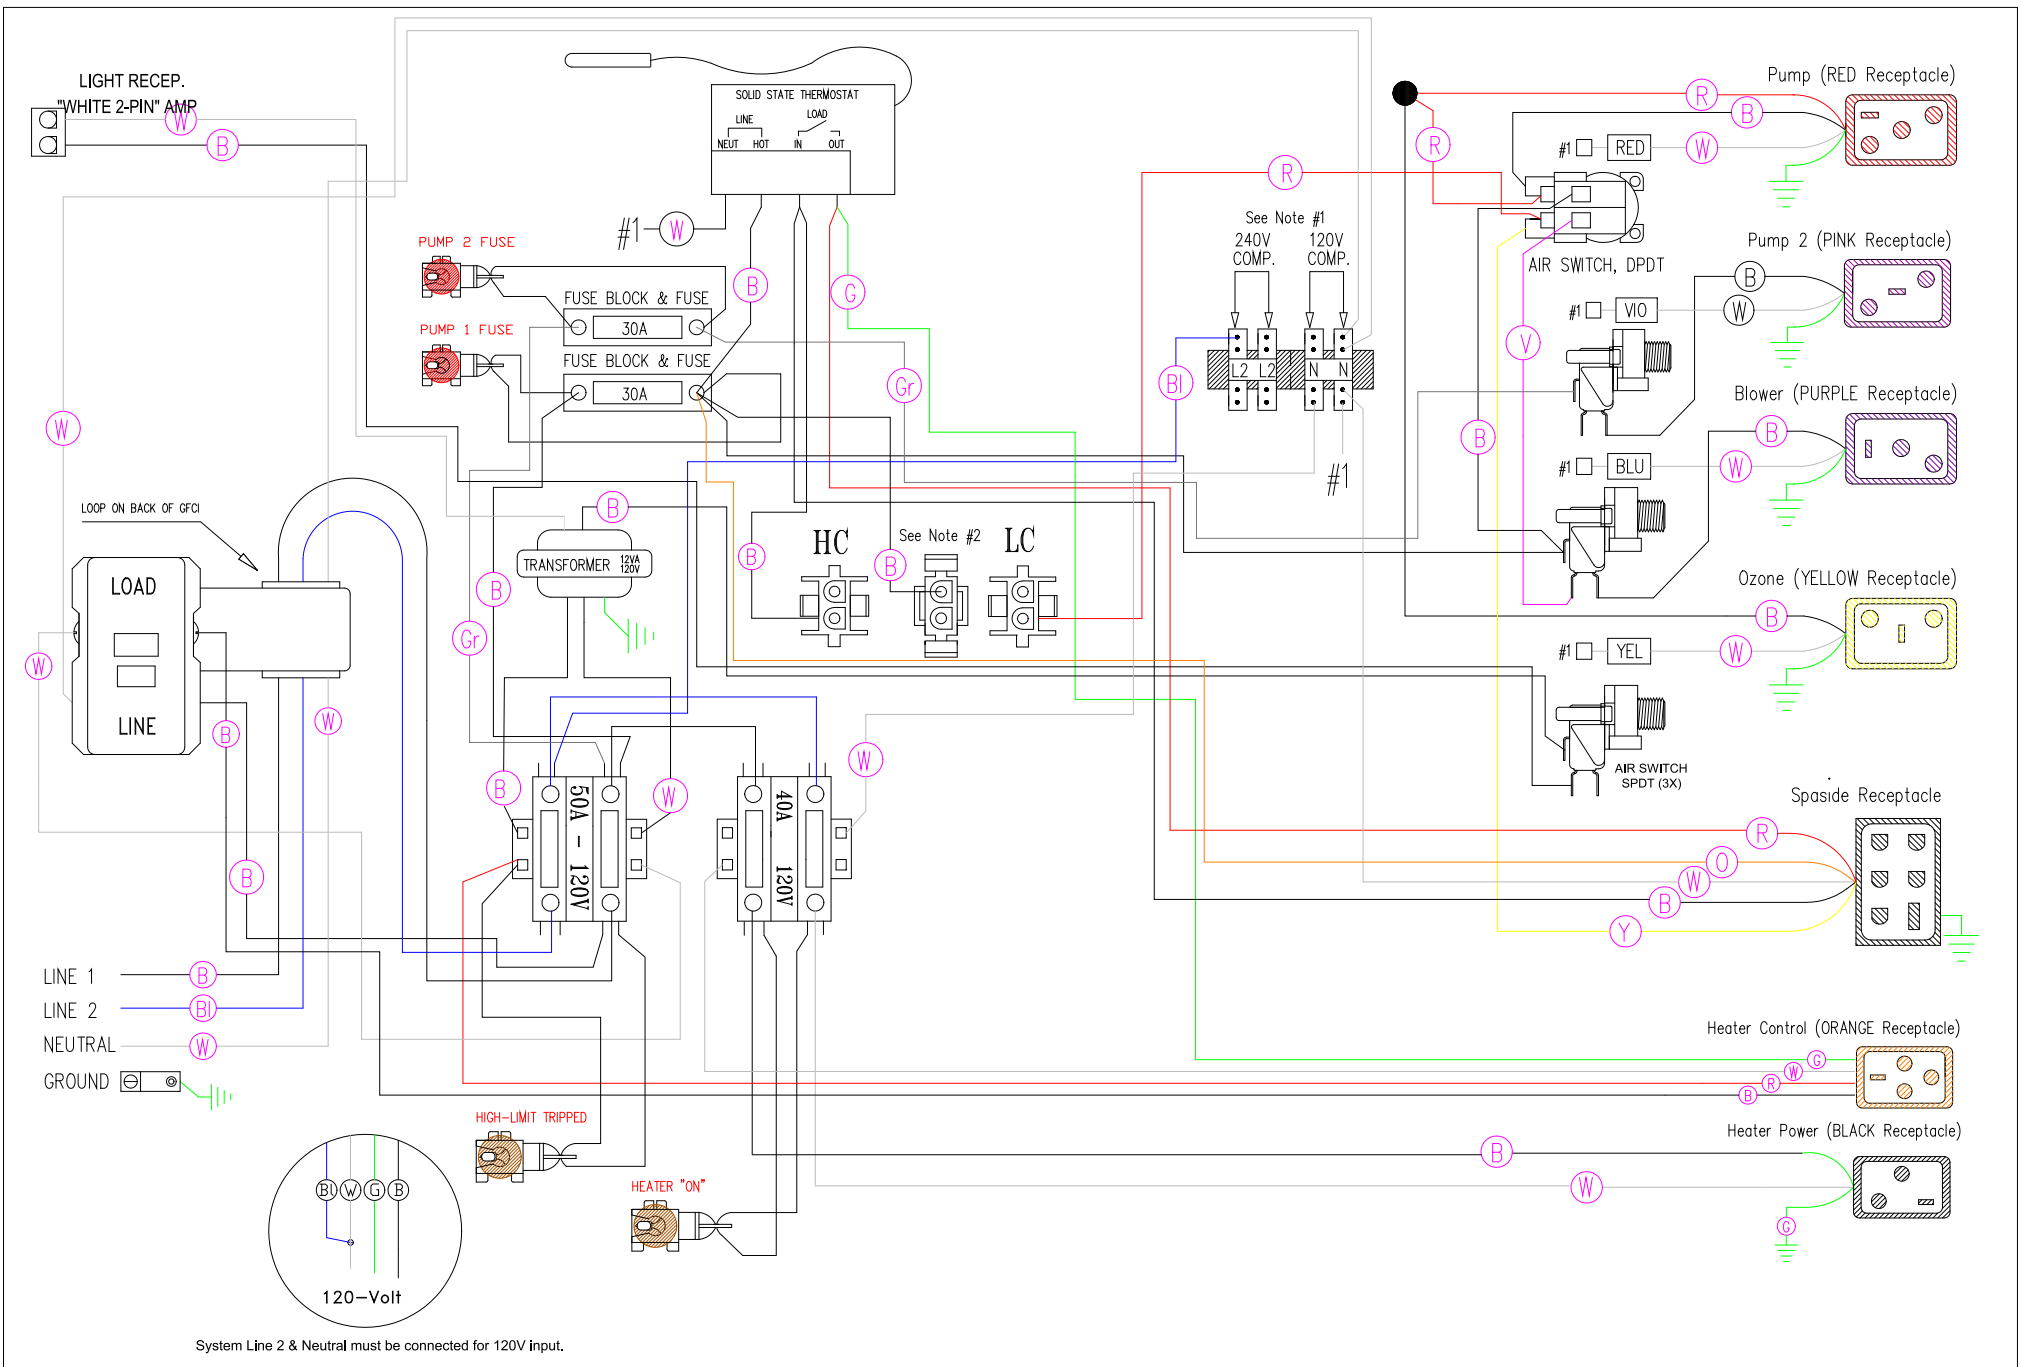 LIGHT RECEP.
"WHITE 2-PIN" AMP
W
B
SOLID STATE THERMOSTAT
LINE
LOAD
NEUT HOT IN OUT
#1
W
B
G
R
PUMP 2 FUSE
FUSE BLOCK & FUSE
30A
PUMP 1 FUSE
FUSE BLOCK & FUSE
30A
Gr
Bl
See Note #1
240V
COMP.
120V
COMP.
L2 L2 N N
#1
Pump (RED Receptacle)
R
B
R
#1 RED W
AIR SWITCH, DPDT
Pump 2 (PINK Receptacle)
B
#1 VIO W
V
B
Blower (PURPLE Receptacle)
B
#1 BLU W
Ozone (YELLOW Receptacle)
B
#1 YEL W
AIR SWITCH
SPDT (3X)
Spaside Receptacle
R
O
W
B
Y
W
LOOP ON BACK OF GFCI
LOAD
LINE
W
B
W
B
B
Gr
B
TRANSFORMER 12VA
120V
HC
See Note #2
LC
B
B
B
W
W
50A - 120V
40A 120V
LINE 1 B
LINE 2 Bl
NEUTRAL W
GROUND
Heater Control (ORANGE Receptacle)
G
W
R
B
HIGH-LIMIT TRIPPED
HEATER "ON"
Heater Power (BLACK Receptacle)
B
W
G
Bl W G B
120-Volt
System Line 2 & Neutral must be connected for 120V input.